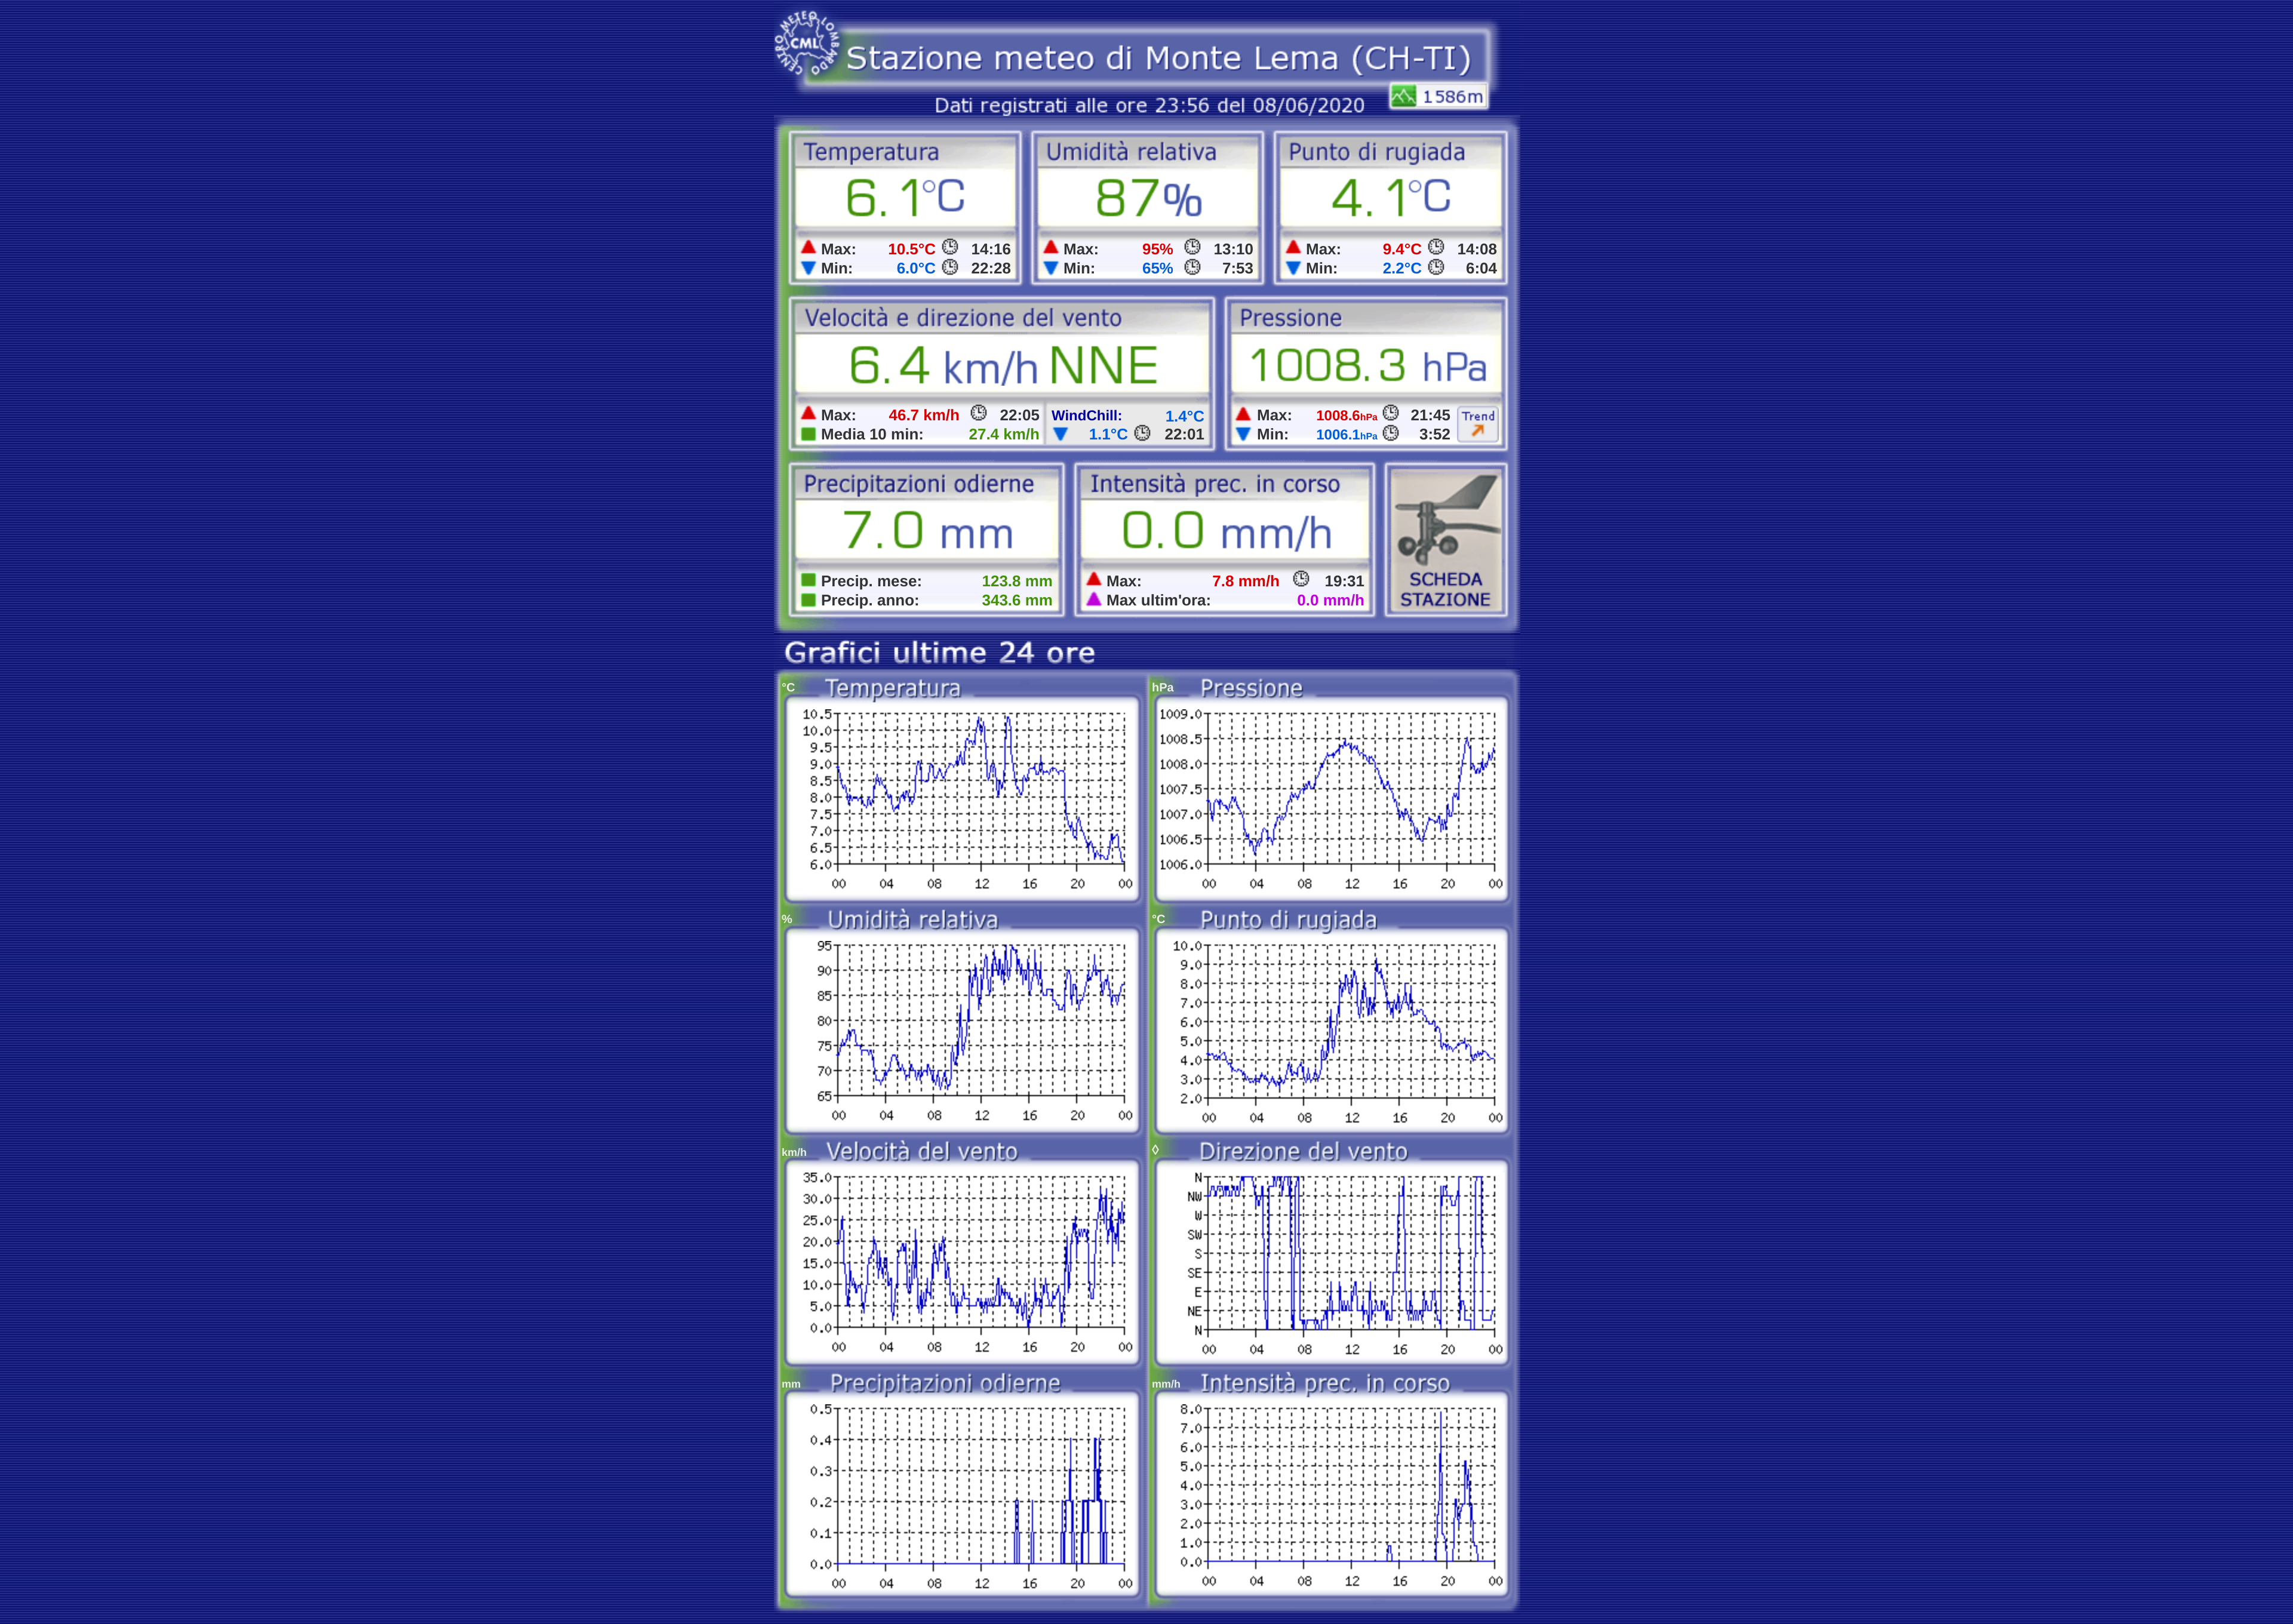 CENTRO METEO LOMBARDO
CML
Stazione meteo di Monte Lema (CH-TI)
1586m
Dati registrati alle ore 23:56 del 08/06/2020
Temperatura
6.1°C
Max: 10.5°C 14:16
Min: 6.0°C 22:28
Umidità relativa
87%
Max: 95% 13:10
Min: 65% 7:53
Punto di rugiada
4.1°C
Max: 9.4°C 14:08
Min: 2.2°C 6:04
Velocità e direzione del vento
6.4 km/h NNE
Max: 46.7 km/h 22:05
Media 10 min: 27.4 km/h
WindChill: 1.4°C
1.1°C 22:01
Pressione
1008.3 hPa
Max: 1008.6hPa 21:45
Min: 1006.1hPa 3:52
Trend
Precipitazioni odierne
7.0 mm
Precip. mese: 123.8 mm
Precip. anno: 343.6 mm
Intensità prec. in corso
0.0 mm/h
Max: 7.8 mm/h 19:31
Max ultim'ora: 0.0 mm/h
SCHEDA
STAZIONE
Grafici ultime 24 ore
°C Temperatura
10.5
10.0
9.5
9.0
8.5
8.0
7.5
7.0
6.5
6.0
00 04 08 12 16 20 00
hPa Pressione
1009.0
1008.5
1008.0
1007.5
1007.0
1006.5
1006.0
00 04 08 12 16 20 00
% Umidità relativa
95
90
85
80
75
70
65
00 04 08 12 16 20 00
°C Punto di rugiada
10.0
9.0
8.0
7.0
6.0
5.0
4.0
3.0
2.0
00 04 08 12 16 20 00
km/h Velocità del vento
35.0
30.0
25.0
20.0
15.0
10.0
5.0
0.0
00 04 08 12 16 20 00
◊ Direzione del vento
N
NW
W
SW
S
SE
E
NE
N
00 04 08 12 16 20 00
mm Precipitazioni odierne
0.5
0.4
0.3
0.2
0.1
0.0
00 04 08 12 16 20 00
mm/h Intensità prec. in corso
8.0
7.0
6.0
5.0
4.0
3.0
2.0
1.0
0.0
00 04 08 12 16 20 00